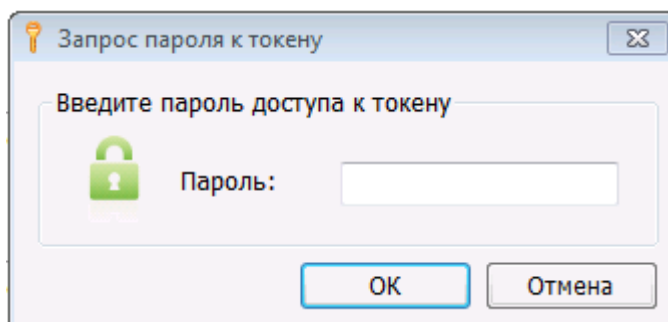 Запрос пароля к токену
Введите пароль доступа к токену
Пароль:
ОК Отмена